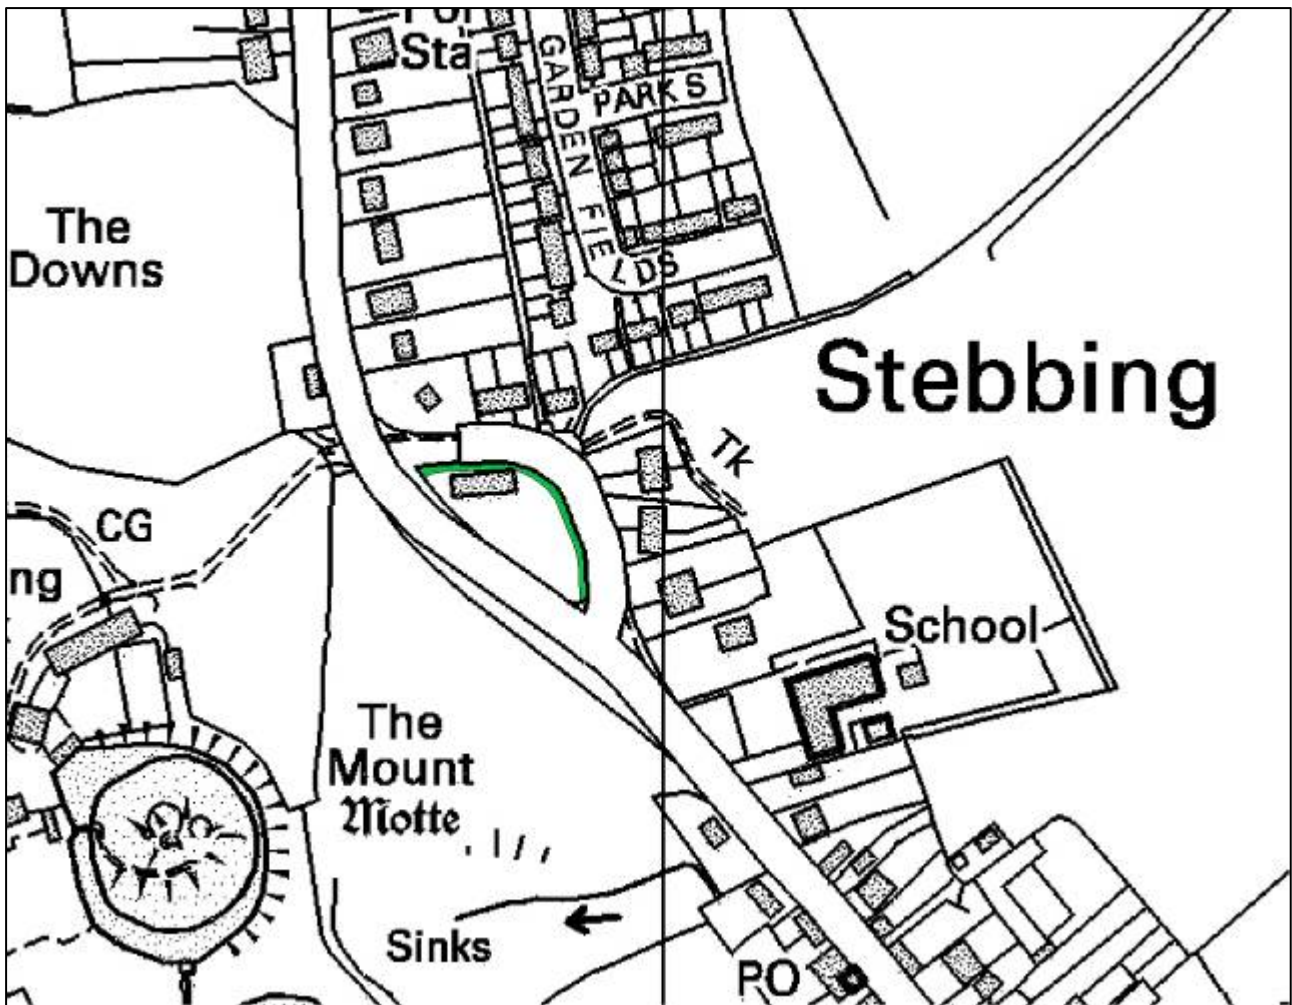 Sta
GARDEN FIELDS
PARKS
The
Downs
Stebbing
Tk
CG
ng
School
The
Mount
Motte
Sinks
PO